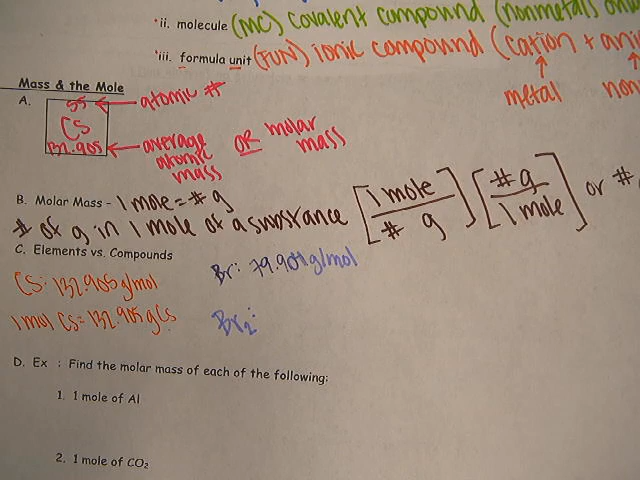 *ii. molecule (MC) covalent compound (nonmetals only
*iii. formula unit (FUN) ionic compound (cation + ani
metal non
Mass & the Mole
A. 55 ← atomic #
Cs
132.905 ← average atomic mass OR molar mass
B. Molar Mass - 1 mole = # g
# of g in 1 mole of a substance [1 mole / # g] [# g / 1 mole] or #
C. Elements vs. Compounds
Cs: 132.905 g/mol Br: 79.904 g/mol
1 mol Cs = 132.905 g Cs Br₂:
D. Ex : Find the molar mass of each of the following:
1. 1 mole of Al
2. 1 mole of CO₂